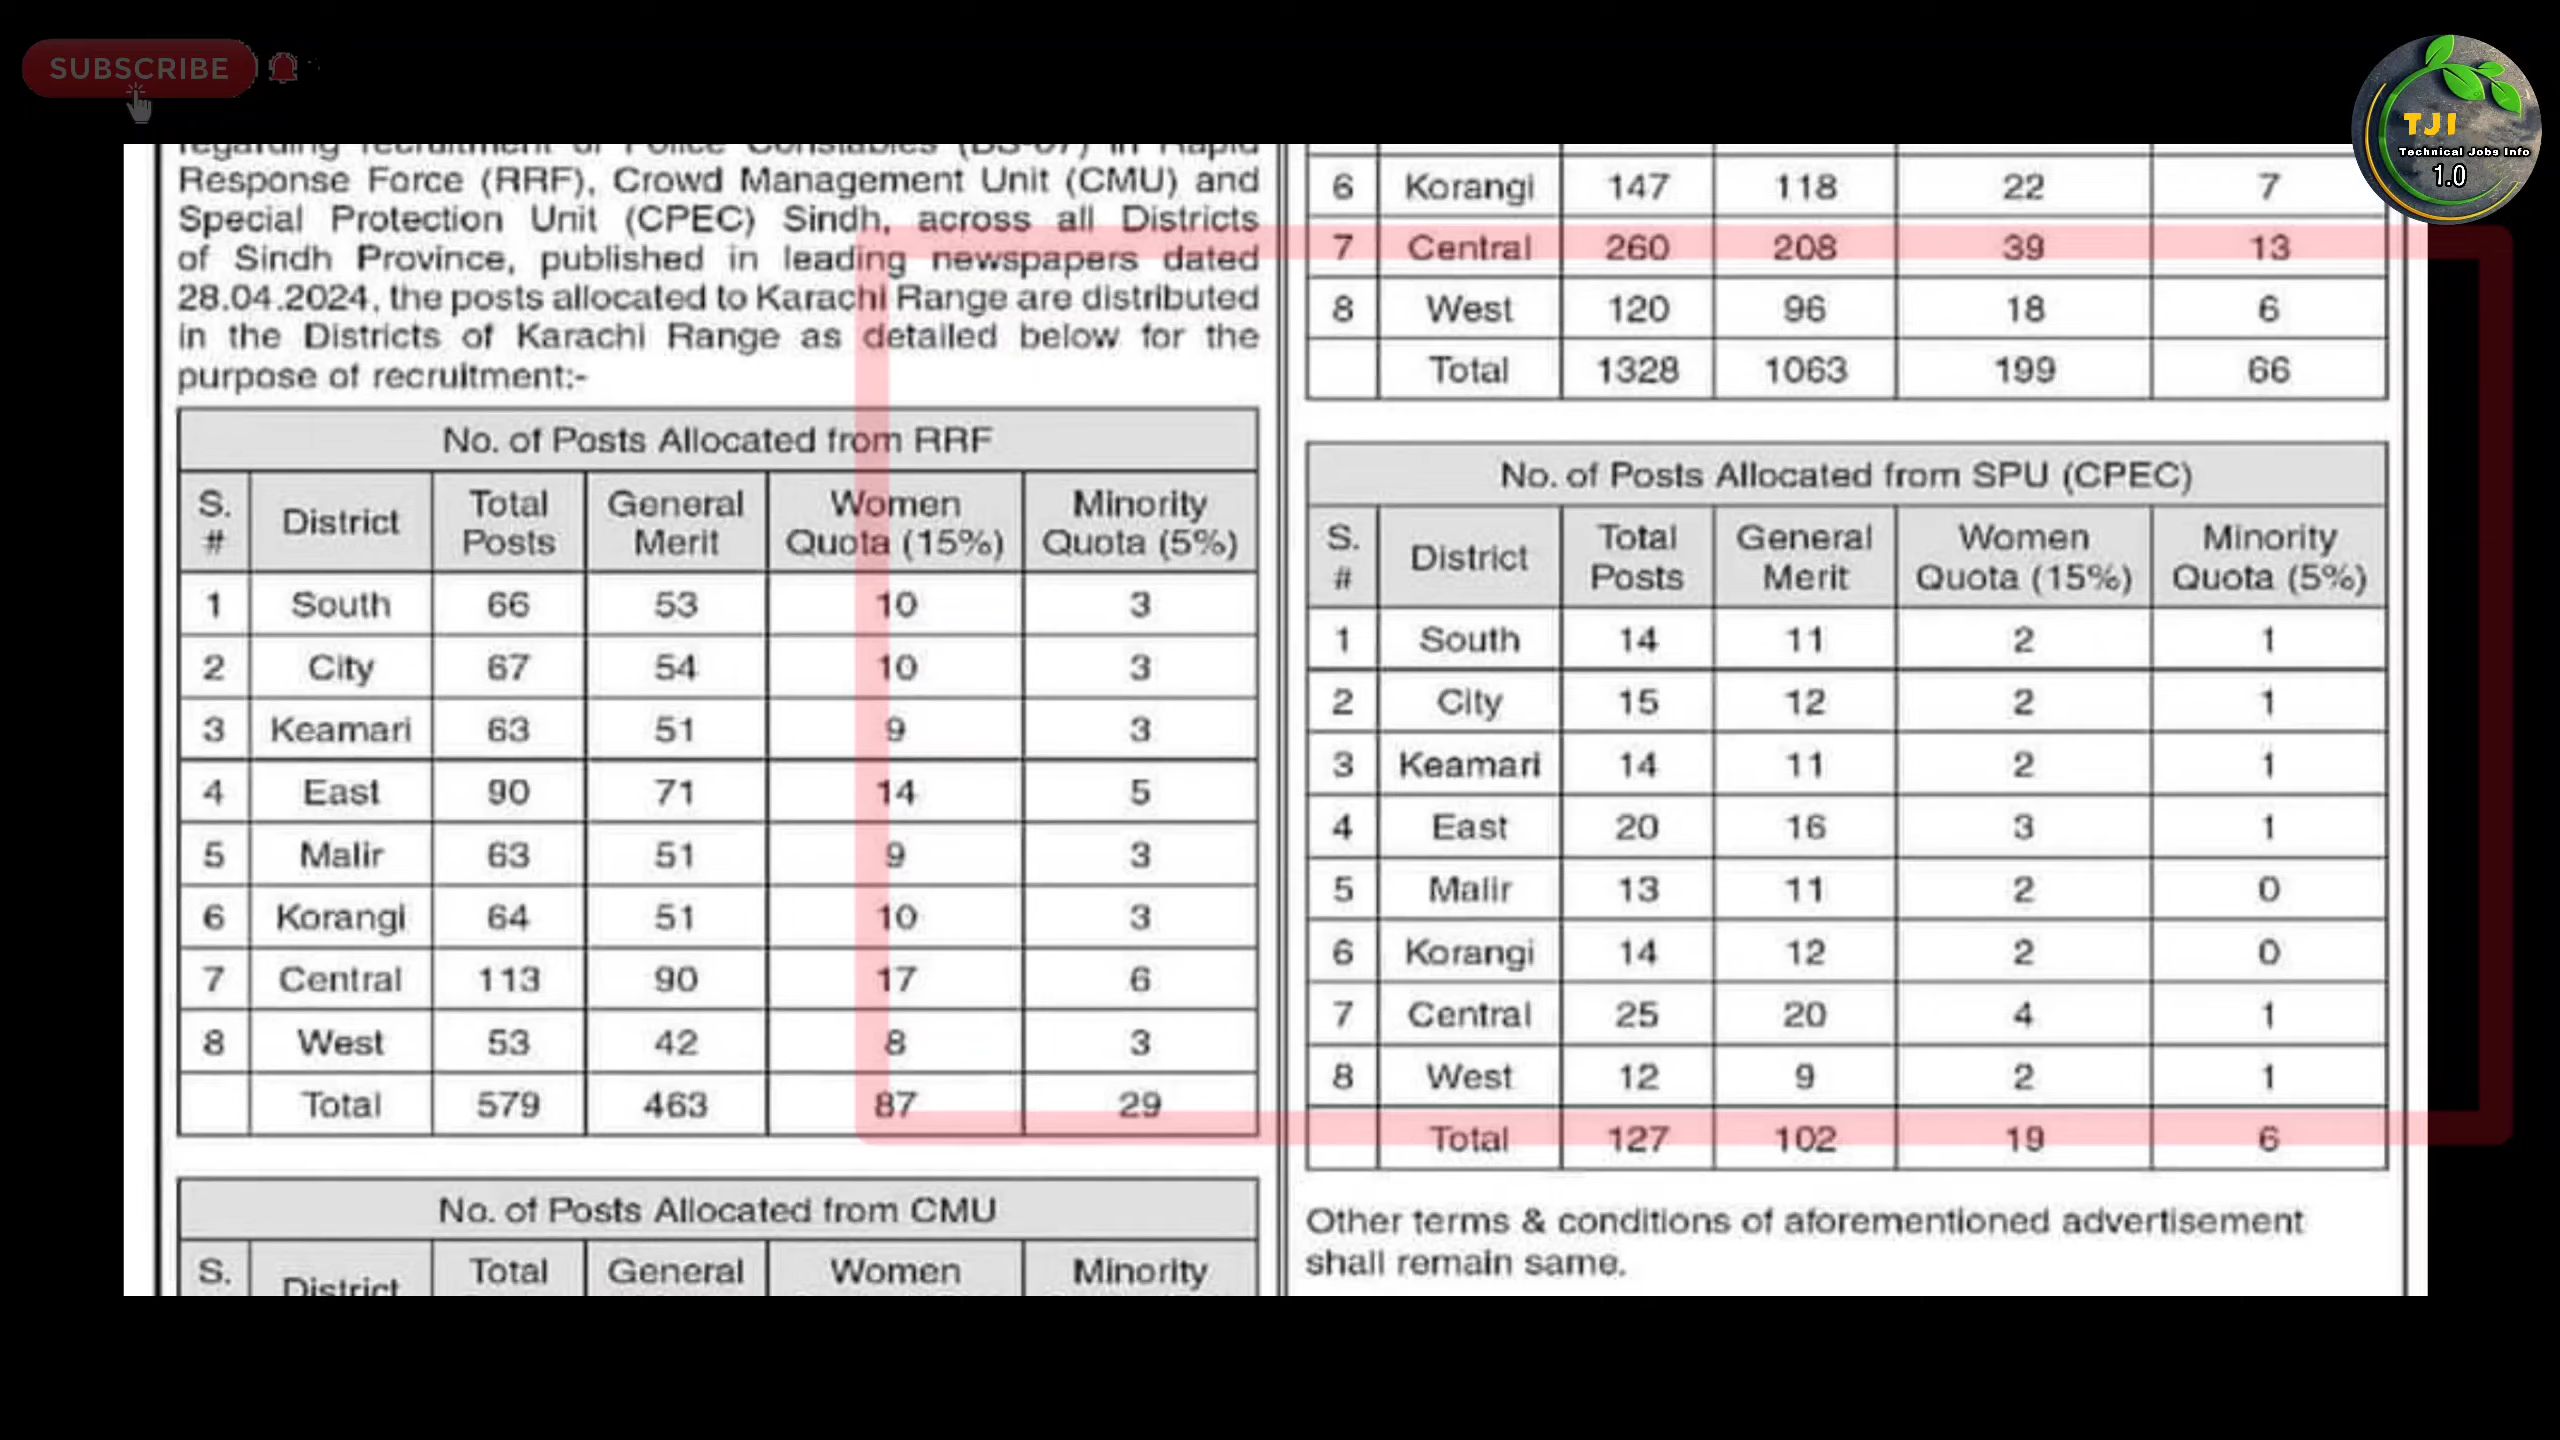 SUBSCRIBE
TJI
Technical Jobs Info
1.0
regarding recruitment of Police Constables (BS-07) in Rapid
Response Force (RRF), Crowd Management Unit (CMU) and
Special Protection Unit (CPEC) Sindh, across all Districts
of Sindh Province, published in leading newspapers dated
28.04.2024, the posts allocated to Karachi Range are distributed
in the Districts of Karachi Range as detailed below for the
purpose of recruitment:-
No. of Posts Allocated from RRF
S. # District Total Posts General Merit Women Quota (15%) Minority Quota (5%)
1 South 66 53 10 3
2 City 67 54 10 3
3 Keamari 63 51 9 3
4 East 90 71 14 5
5 Malir 63 51 9 3
6 Korangi 64 51 10 3
7 Central 113 90 17 6
8 West 53 42 8 3
Total 579 463 87 29
No. of Posts Allocated from CMU
S. District Total General Women Minority
6 Korangi 147 118 22 7
7 Central 260 208 39 13
8 West 120 96 18 6
Total 1328 1063 199 66
No. of Posts Allocated from SPU (CPEC)
S. # District Total Posts General Merit Women Quota (15%) Minority Quota (5%)
1 South 14 11 2 1
2 City 15 12 2 1
3 Keamari 14 11 2 1
4 East 20 16 3 1
5 Malir 13 11 2 0
6 Korangi 14 12 2 0
7 Central 25 20 4 1
8 West 12 9 2 1
Total 127 102 19 6
Other terms & conditions of aforementioned advertisement
shall remain same.